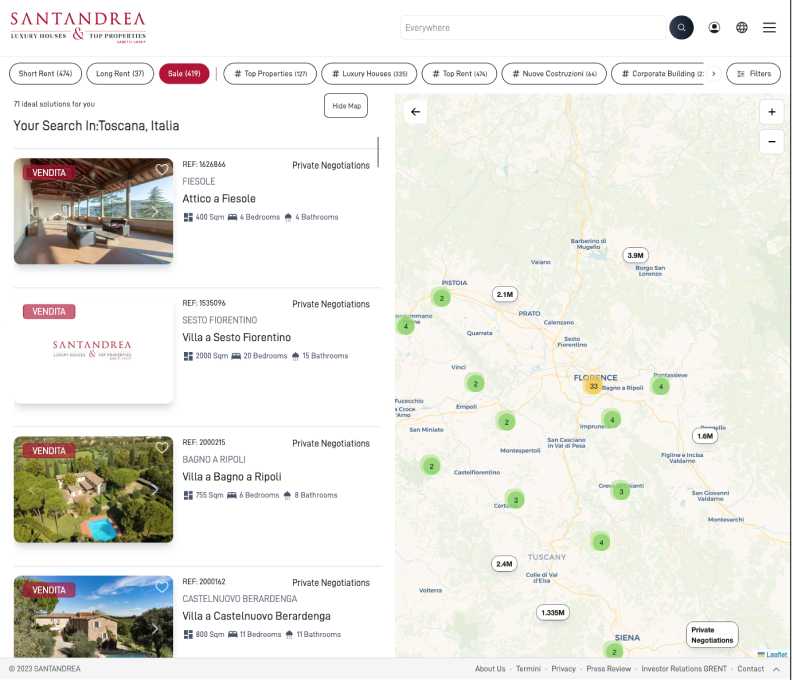 SANTANDREA
LUXURY HOUSES & TOP PROPERTIES
GABETTI GROUP
Everywhere
Short Rent (474)
Long Rent (37)
Sale (419)
# Top Properties (127)
# Luxury Houses (335)
# Top Rent (474)
# Nuove Costruzioni (64)
# Corporate Building (2
Filters
71 ideal solutions for you
Hide Map
Your Search In:Toscana, Italia
VENDITA
REF: 1626866
Private Negotiations
FIESOLE
Attico a Fiesole
400 Sqm 4 Bedrooms 4 Bathrooms
VENDITA
SANTANDREA
LUXURY HOUSES & TOP PROPERTIES
REF: 1535096
Private Negotiations
SESTO FIORENTINO
Villa a Sesto Fiorentino
2000 Sqm 20 Bedrooms 15 Bathrooms
VENDITA
REF: 2000215
Private Negotiations
BAGNO A RIPOLI
Villa a Bagno a Ripoli
755 Sqm 6 Bedrooms 8 Bathrooms
VENDITA
REF: 2000162
Private Negotiations
CASTELNUOVO BERARDENGA
Villa a Castelnuovo Berardenga
800 Sqm 11 Bedrooms 11 Bathrooms
+
−
Barberino di
Mugello
3.9M
Vaiano
Borgo San
Lorenzo
PISTOIA
2
2.1M
PRATO
Calenzano
4
Quarrata
Sesto
Fiorentino
Vinci
2
FLORENCE
33
Bagno a Ripoli
Pontassieve
4
Fucecchio
a Croce
'Arno
Empoli
2
4
San Miniato
San Casciano
in Val di Pesa
1.6M
Montespertoli
Figline e Incisa
Valdarno
2
Castelfiorentino
3
3
San Giovanni
Valdarno
Montevarchi
4
TUSCANY
2.4M
Colle di Val
d'Elsa
Volterra
1.335M
SIENA
2
Private
Negotiations
Leaflet
© 2023 SANTANDREA
About Us · Termini · Privacy · Press Review · Investor Relations GRENT · Contact